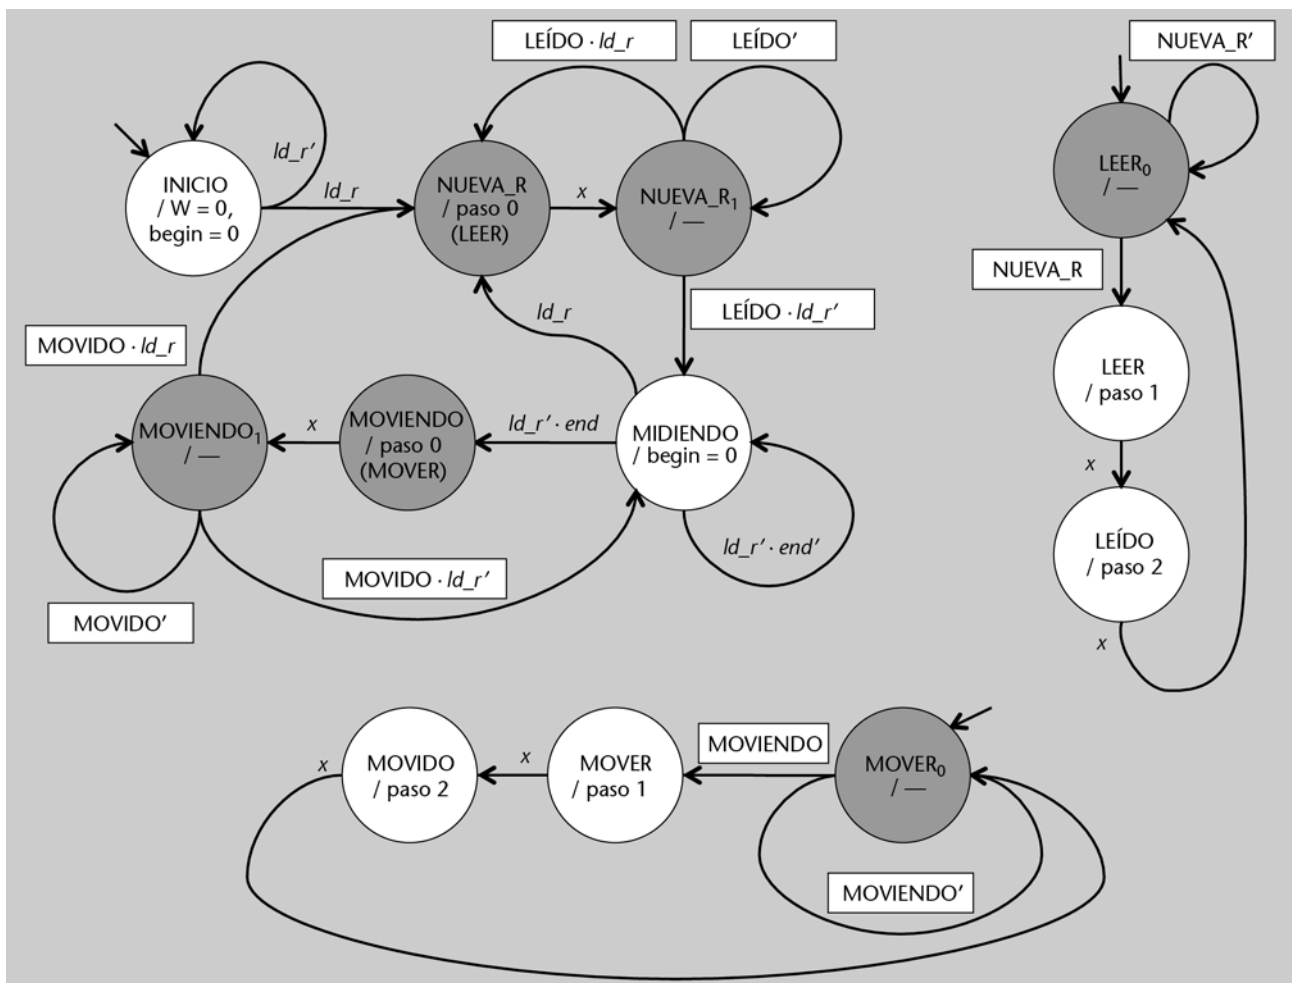 LEÍDO · ld_r
LEÍDO’
NUEVA_R’
ld_r’
INICIO
/ W = 0,
begin = 0
ld_r
NUEVA_R
/ paso 0
(LEER)
x
NUEVA_R₁
/ —
LEER₀
/ —
NUEVA_R
ld_r
LEÍDO · ld_r’
MOVIDO · ld_r
LEER
/ paso 1
MOVIENDO₁
/ —
x
MOVIENDO
/ paso 0
(MOVER)
ld_r’ · end
MIDIENDO
/ begin = 0
x
LEÍDO
/ paso 2
ld_r’ · end’
MOVIDO · ld_r’
MOVIDO’
x
x
MOVIDO
/ paso 2
x
MOVER
/ paso 1
MOVIENDO
MOVER₀
/ —
MOVIENDO’